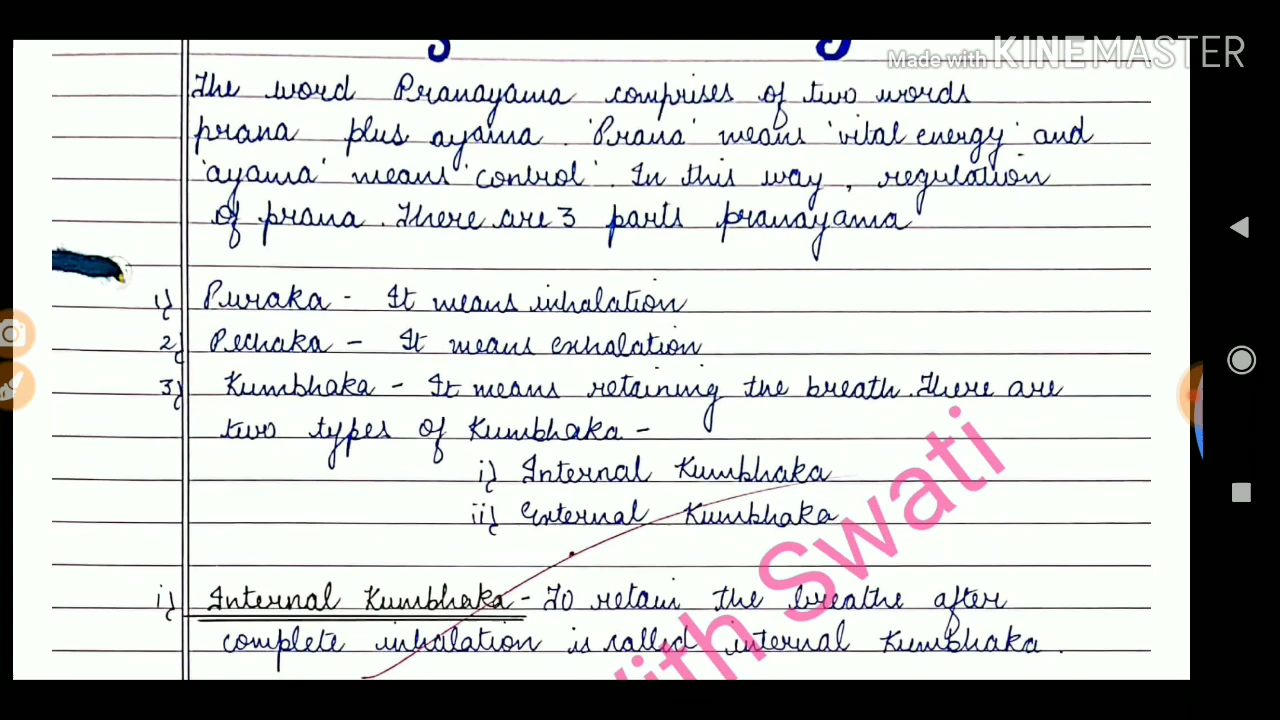 Made with KINEMASTER
The word Pranayama comprises of two words
prana plus ayama. 'Prana' means 'vital energy' and
'ayama' means 'control'. In this way, regulation
of prana. There are 3 parts pranayama
1) Puraka - It means inhalation
2) Rechaka - It means exhalation
3) Kumbhaka - It means retaining the breath. There are
two types of Kumbhaka -
i) Internal Kumbhaka
ii) External Kumbhaka
i) Internal Kumbhaka - To retain the breathe after
complete inhalation is called internal Kumbhaka.
With Swati